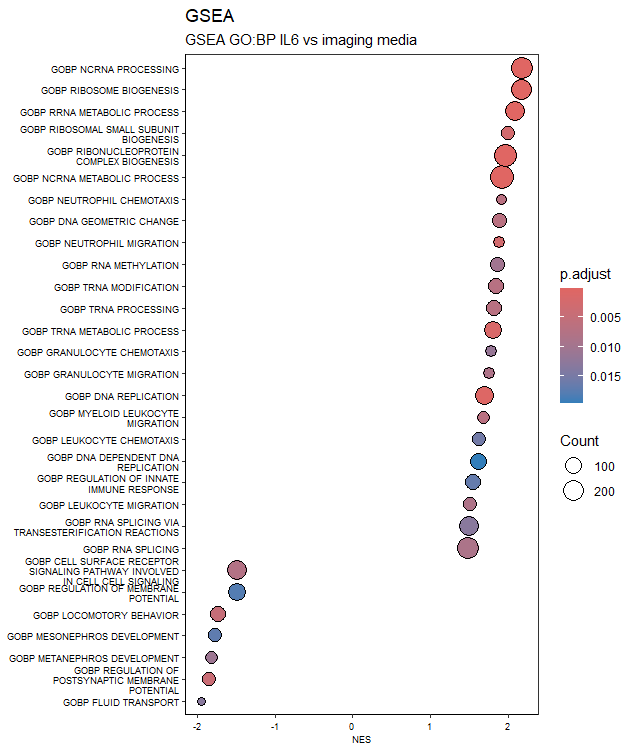 GSEA
GSEA GO:BP IL6 vs imaging media
GOBP NCRNA PROCESSING
GOBP RIBOSOME BIOGENESIS
GOBP RRNA METABOLIC PROCESS
GOBP RIBOSOMAL SMALL SUBUNIT
BIOGENESIS
GOBP RIBONUCLEOPROTEIN
COMPLEX BIOGENESIS
GOBP NCRNA METABOLIC PROCESS
GOBP NEUTROPHIL CHEMOTAXIS
GOBP DNA GEOMETRIC CHANGE
GOBP NEUTROPHIL MIGRATION
GOBP RNA METHYLATION
GOBP TRNA MODIFICATION
GOBP TRNA PROCESSING
GOBP TRNA METABOLIC PROCESS
GOBP GRANULOCYTE CHEMOTAXIS
GOBP GRANULOCYTE MIGRATION
GOBP DNA REPLICATION
GOBP MYELOID LEUKOCYTE
MIGRATION
GOBP LEUKOCYTE CHEMOTAXIS
GOBP DNA DEPENDENT DNA
REPLICATION
GOBP REGULATION OF INNATE
IMMUNE RESPONSE
GOBP LEUKOCYTE MIGRATION
GOBP RNA SPLICING VIA
TRANSESTERIFICATION REACTIONS
GOBP RNA SPLICING
GOBP CELL SURFACE RECEPTOR
SIGNALING PATHWAY INVOLVED
IN CELL CELL SIGNALING
GOBP REGULATION OF MEMBRANE
POTENTIAL
GOBP LOCOMOTORY BEHAVIOR
GOBP MESONEPHROS DEVELOPMENT
GOBP METANEPHROS DEVELOPMENT
GOBP REGULATION OF
POSTSYNAPTIC MEMBRANE
POTENTIAL
GOBP FLUID TRANSPORT
-2 -1 0 1 2
NES
p.adjust
0.005
0.010
0.015
Count
100
200